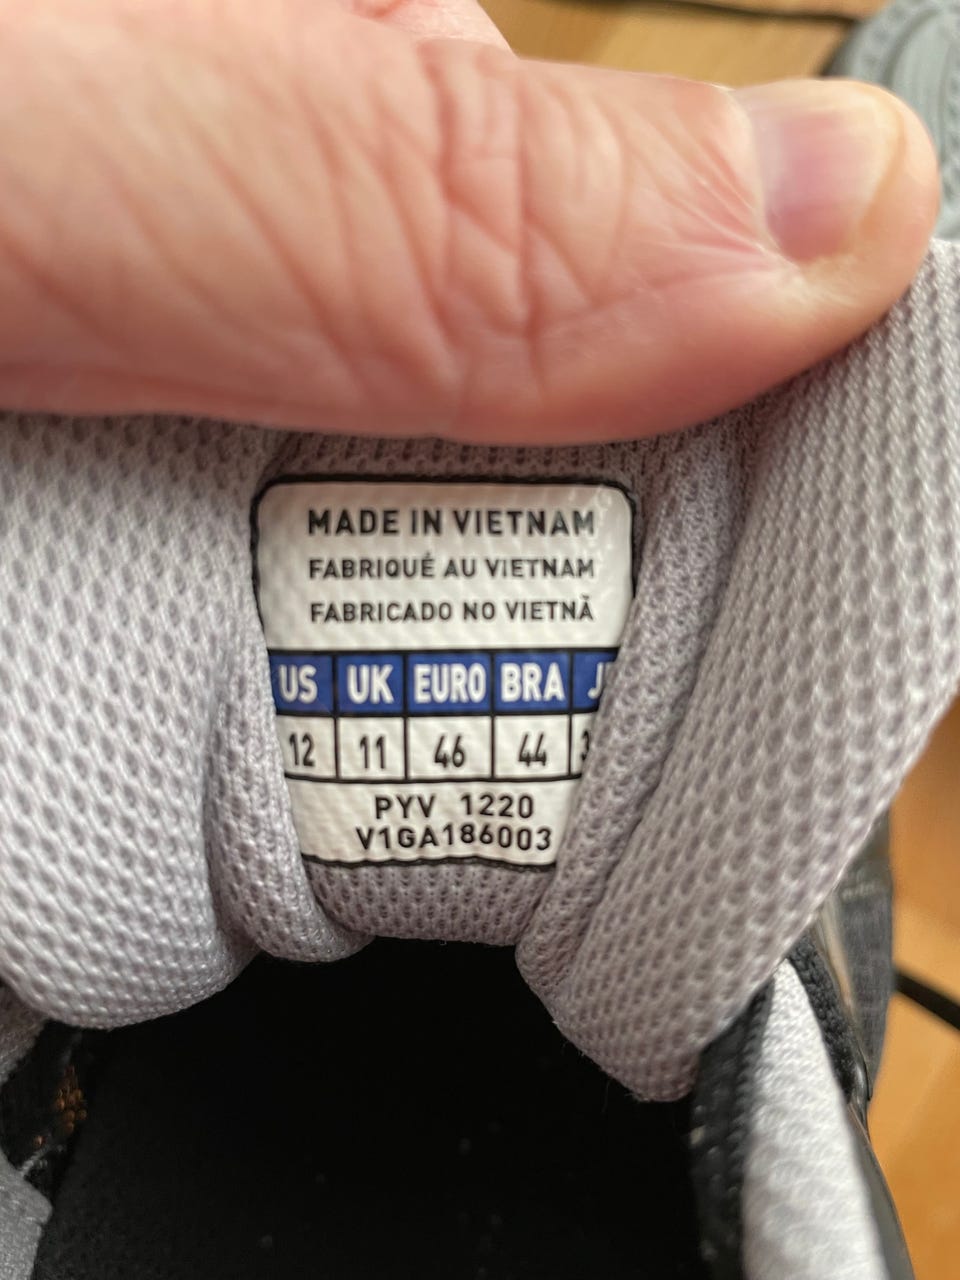 MADE IN VIETNAM
FABRIQUÉ AU VIETNAM
FABRICADO NO VIETNÃ
US UK EURO BRA
12 11 46 44
PYV 1220
V1GA186003